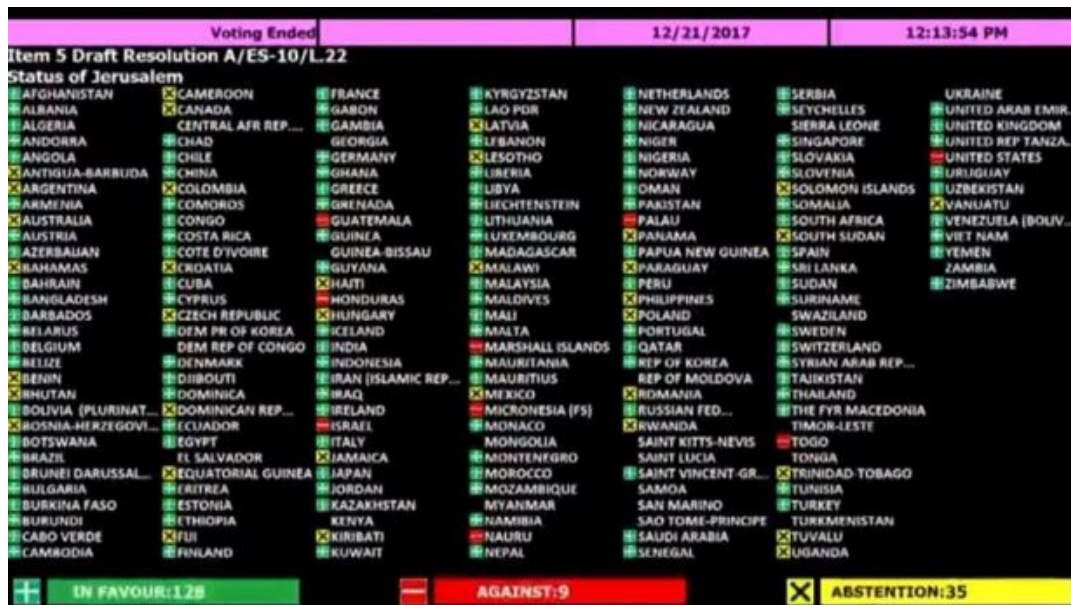 Voting Ended 12/21/2017 12:13:54 PM
Item 5 Draft Resolution A/ES-10/L.22
Status of Jerusalem
AFGHANISTAN
ALBANIA
ALGERIA
ANDORRA
ANGOLA
ANTIGUA-BARBUDA
ARGENTINA
ARMENIA
AUSTRALIA
AUSTRIA
AZERBAIJAN
BAHAMAS
BAHRAIN
BANGLADESH
BARBADOS
BELARUS
BELGIUM
BELIZE
BENIN
BHUTAN
BOLIVIA (PLURINAT...
BOSNIA-HERZEGOVI...
BOTSWANA
BRAZIL
BRUNEI DARUSSAL...
BULGARIA
BURKINA FASO
BURUNDI
CABO VERDE
CAMBODIA
CAMEROON
CANADA
CENTRAL AFR REP....
CHAD
CHILE
CHINA
COLOMBIA
COMOROS
CONGO
COSTA RICA
COTE D'IVOIRE
CROATIA
CUBA
CYPRUS
CZECH REPUBLIC
DEM PR OF KOREA
DEM REP OF CONGO
DENMARK
DJIBOUTI
DOMINICA
DOMINICAN REP...
ECUADOR
EGYPT
EL SALVADOR
EQUATORIAL GUINEA
ERITREA
ESTONIA
ETHIOPIA
FIJI
FINLAND
FRANCE
GABON
GAMBIA
GEORGIA
GERMANY
GHANA
GREECE
GRENADA
GUATEMALA
GUINEA
GUINEA-BISSAU
GUYANA
HAITI
HONDURAS
HUNGARY
ICELAND
INDIA
INDONESIA
IRAN (ISLAMIC REP...
IRAQ
IRELAND
ISRAEL
ITALY
JAMAICA
JAPAN
JORDAN
KAZAKHSTAN
KENYA
KIRIBATI
KUWAIT
KYRGYZSTAN
LAO PDR
LATVIA
LEBANON
LESOTHO
LIBERIA
LIBYA
LIECHTENSTEIN
LITHUANIA
LUXEMBOURG
MADAGASCAR
MALAWI
MALAYSIA
MALDIVES
MALI
MALTA
MARSHALL ISLANDS
MAURITANIA
MAURITIUS
MEXICO
MICRONESIA (FS)
MONACO
MONGOLIA
MONTENEGRO
MOROCCO
MOZAMBIQUE
MYANMAR
NAMIBIA
NAURU
NEPAL
NETHERLANDS
NEW ZEALAND
NICARAGUA
NIGER
NIGERIA
NORWAY
OMAN
PAKISTAN
PALAU
PANAMA
PAPUA NEW GUINEA
PARAGUAY
PERU
PHILIPPINES
POLAND
PORTUGAL
QATAR
REP OF KOREA
REP OF MOLDOVA
ROMANIA
RUSSIAN FED...
RWANDA
SAINT KITTS-NEVIS
SAINT LUCIA
SAINT VINCENT-GR...
SAMOA
SAN MARINO
SAO TOME-PRINCIPE
SAUDI ARABIA
SENEGAL
SERBIA
SEYCHELLES
SIERRA LEONE
SINGAPORE
SLOVAKIA
SLOVENIA
SOLOMON ISLANDS
SOMALIA
SOUTH AFRICA
SOUTH SUDAN
SPAIN
SRI LANKA
SUDAN
SURINAME
SWAZILAND
SWEDEN
SWITZERLAND
SYRIAN ARAB REP...
TAJIKISTAN
THAILAND
THE FYR MACEDONIA
TIMOR-LESTE
TOGO
TONGA
TRINIDAD-TOBAGO
TUNISIA
TURKEY
TURKMENISTAN
TUVALU
UGANDA
UKRAINE
UNITED ARAB EMIR.
UNITED KINGDOM
UNITED REP TANZA..
UNITED STATES
URUGUAY
UZBEKISTAN
VANUATU
VENEZUELA (BOLIV...
VIET NAM
YEMEN
ZAMBIA
ZIMBABWE
IN FAVOUR:128 AGAINST:9 ABSTENTION:35